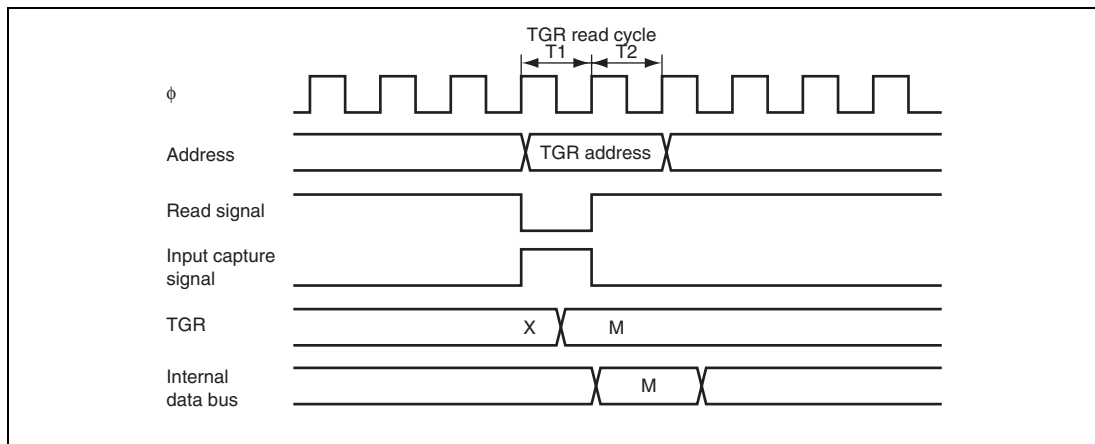 TGR read cycle
T1 T2
ϕ
Address
TGR address
Read signal
Input capture
signal
TGR
X M
Internal
data bus
M